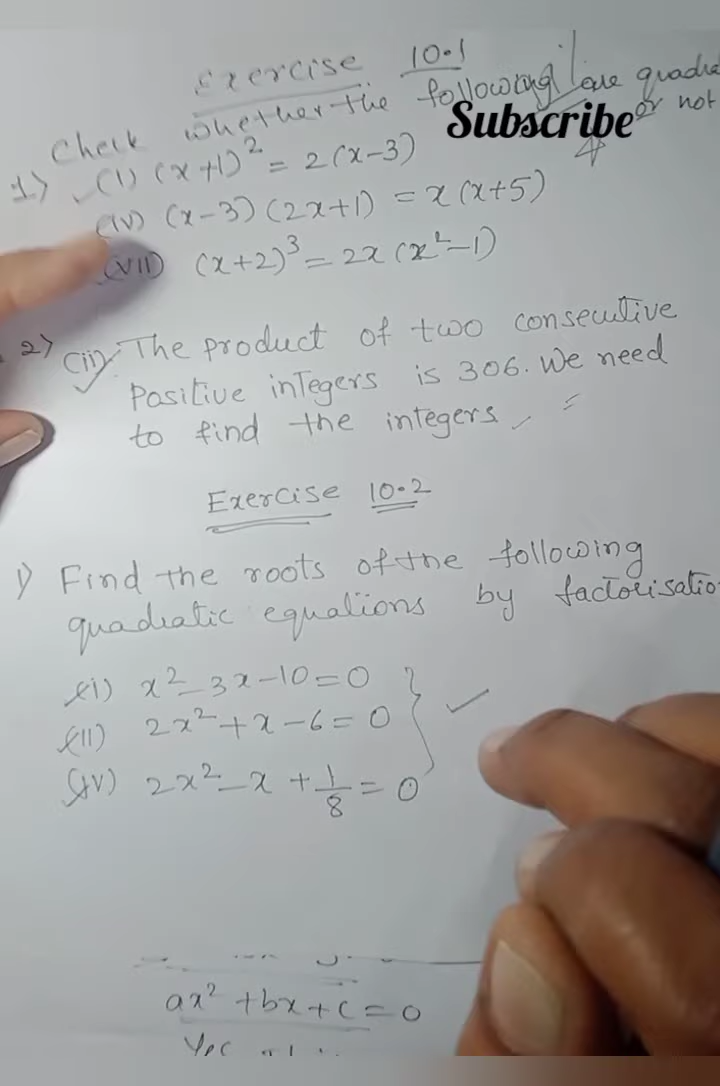 Exercise 10.1
Check whether the following are quadra
Subscribe or not
1) (i) (x+1)² = 2(x-3)
(iv) (x-3) (2x+1) = x(x+5)
(VII) (x+2)³ = 2x (x²-1)
2) (ii) The product of two consecutive
Positive integers is 306. We need
to find the integers
Exercise 10.2
1) Find the roots of the following
quadratic equations by factorisatio
(i) x² - 3x - 10 = 0
(II) 2x² + x - 6 = 0
(iv) 2x² - x + 1/8 = 0
ax² + bx + c = 0